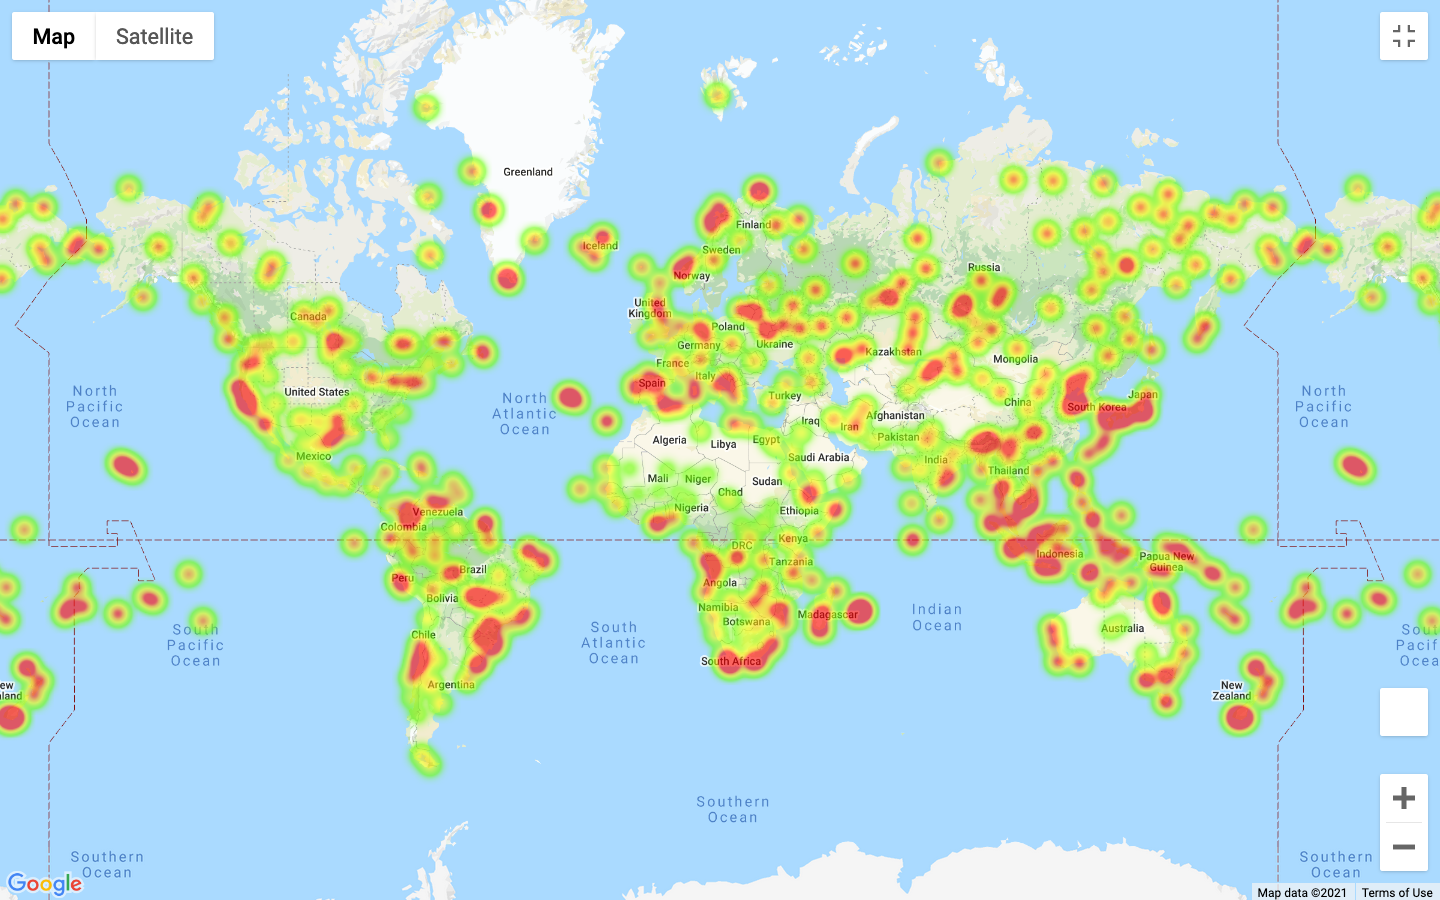 Map
Satellite
Greenland
Iceland
Finland
Sweden
Norway
Russia
United
Kingdom
Canada
Poland
Germany
Ukraine
Kazakhstan
Mongolia
France
Italy
Spain
United States
North
Pacific
Ocean
North
Atlantic
Ocean
Turkey
China
Japan
South Korea
North
Pacific
Ocean
Afghanistan
Iraq
Iran
Algeria
Libya
Egypt
Pakistan
Saudi Arabia
India
Mexico
Mali
Niger
Chad
Sudan
Thailand
Nigeria
Ethiopia
Venezuela
Colombia
DRC
Kenya
Tanzania
Indonesia
Papua New
Guinea
Brazil
Peru
Angola
Bolivia
Namibia
Botswana
Madagascar
Indian
Ocean
South
Pacific
Ocean
Chile
South
Atlantic
Ocean
Australia
Sout
Pacif
Ocea
South Africa
Argentina
ew
aland
New
Zealand
Southern
Ocean
Southern
Ocean
Southern
Ocean
Google
Map data ©2021
Terms of Use